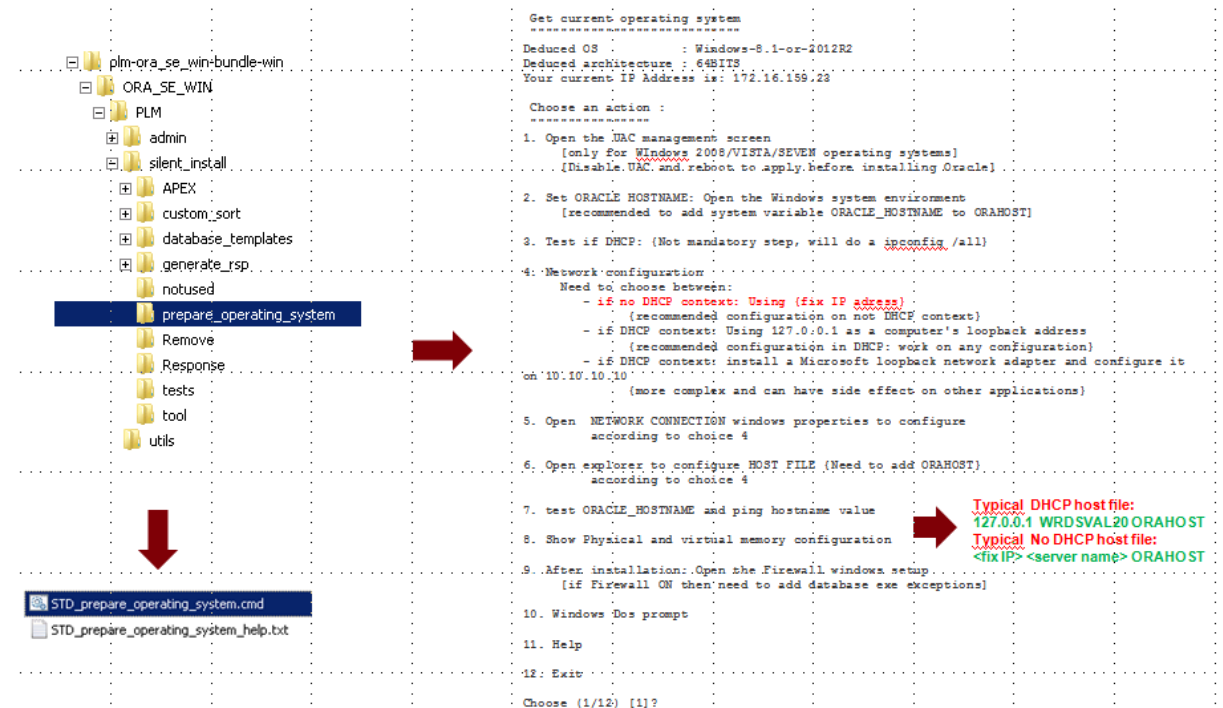 plm-ora_se_win-bundle-win
ORA_SE_WIN
PLM
admin
silent_install
APEX
custom_sort
database_templates
generate_rsp
notused
prepare_operating_system
Remove
Response
tests
tool
utils
STD_prepare_operating_system.cmd
STD_prepare_operating_system_help.txt
Get current operating system
Deduced OS : Windows-8.1-or-2012R2
Deduced architecture : 64BITS
Your current IP Address is: 172.16.159.23
Choose an action :
1. Open the UAC management screen
[only for WIndows 2008/VISTA/SEVEN operating systems]
[Disable UAC and reboot to apply before installing Oracle]
2. Set ORACLE HOSTNAME: Open the Windows system environment
[recommended to add system variable ORACLE_HOSTNAME to ORAHOST]
3. Test if DHCP: {Not mandatory step, will do a ipconfig /all}
4. Network configuration
Need to choose between:
- if no DHCP context: Using {fix IP adress}
{recommended configuration on not DHCP context}
- if DHCP context: Using 127.0.0.1 as a computer's loopback address
{recommended configuration in DHCP: work on any configuration}
- if DHCP context: install a Microsoft loopback network adapter and configure it
on 10.10.10.10
{more complex and can have side effect on other applications}
5. Open NETWORK CONNECTION windows properties to configure
according to choice 4
6. Open explorer to configure HOST FILE {Need to add ORAHOST}
according to choice 4
7. test ORACLE_HOSTNAME and ping hostname value
8. Show Physical and virtual memory configuration
9. After installation: Open the Firewall windows setup
[if Firewall ON then need to add database exe exceptions]
10. Windows Dos prompt
11. Help
12. Exit
Choose (1/12) [1]?
Typical DHCP host file:
127.0.0.1 WRDSVAL20 ORAHOST
Typical No DHCP host file:
<fix IP> <server name> ORAHOST